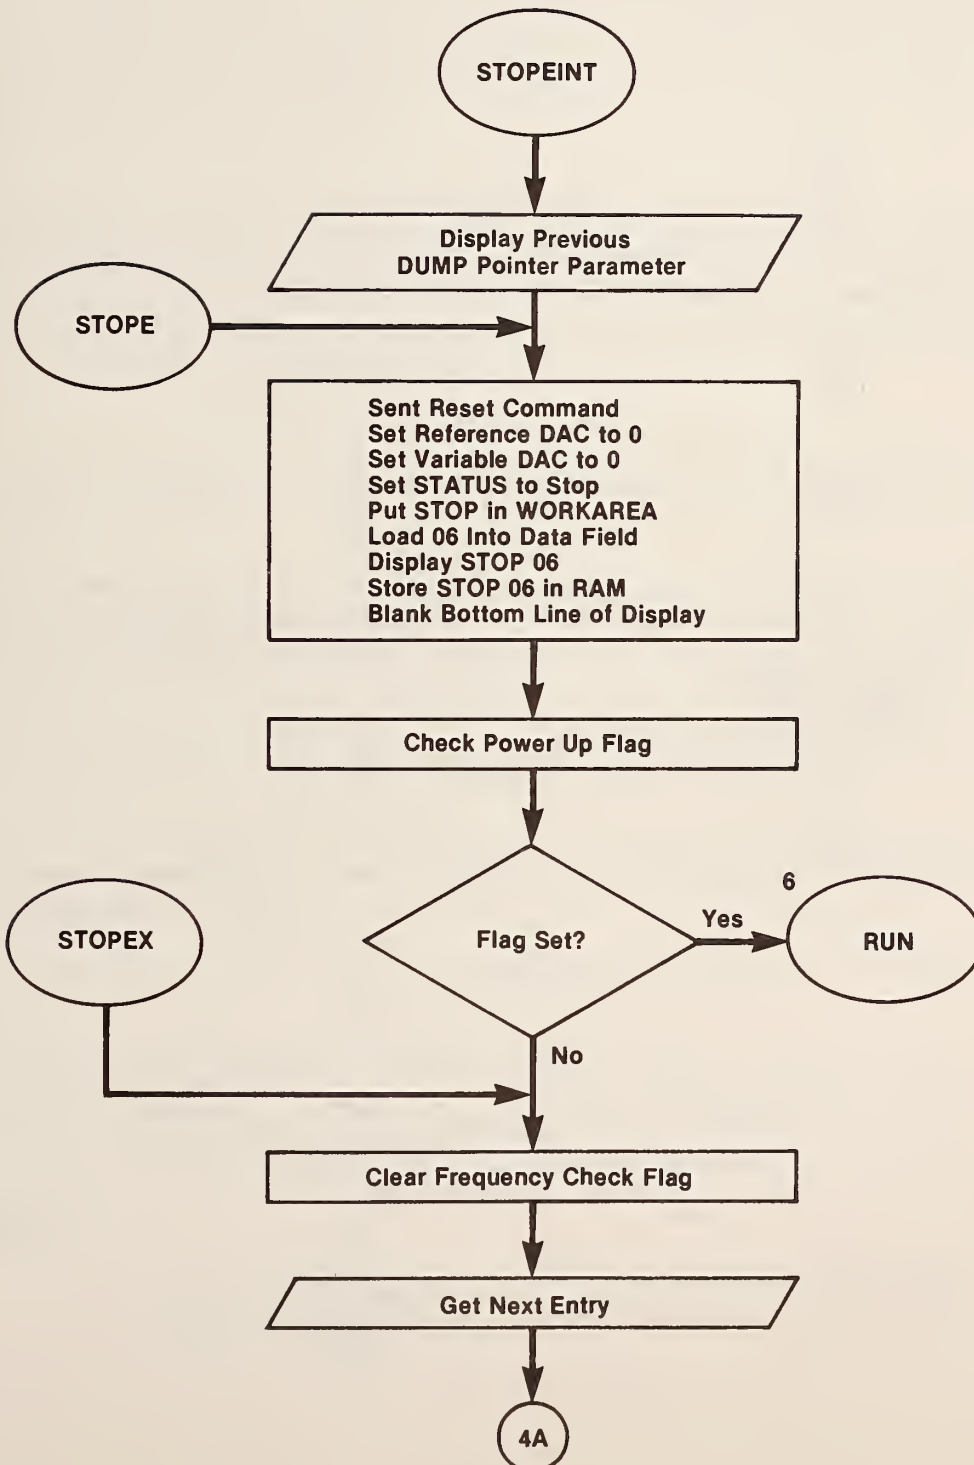 STOPEINT
Display Previous
DUMP Pointer Parameter
STOPE
Sent Reset Command
Set Reference DAC to 0
Set Variable DAC to 0
Set STATUS to Stop
Put STOP in WORKAREA
Load 06 Into Data Field
Display STOP 06
Store STOP 06 in RAM
Blank Bottom Line of Display
Check Power Up Flag
6
STOPEX
Flag Set?
Yes
RUN
No
Clear Frequency Check Flag
Get Next Entry
4A